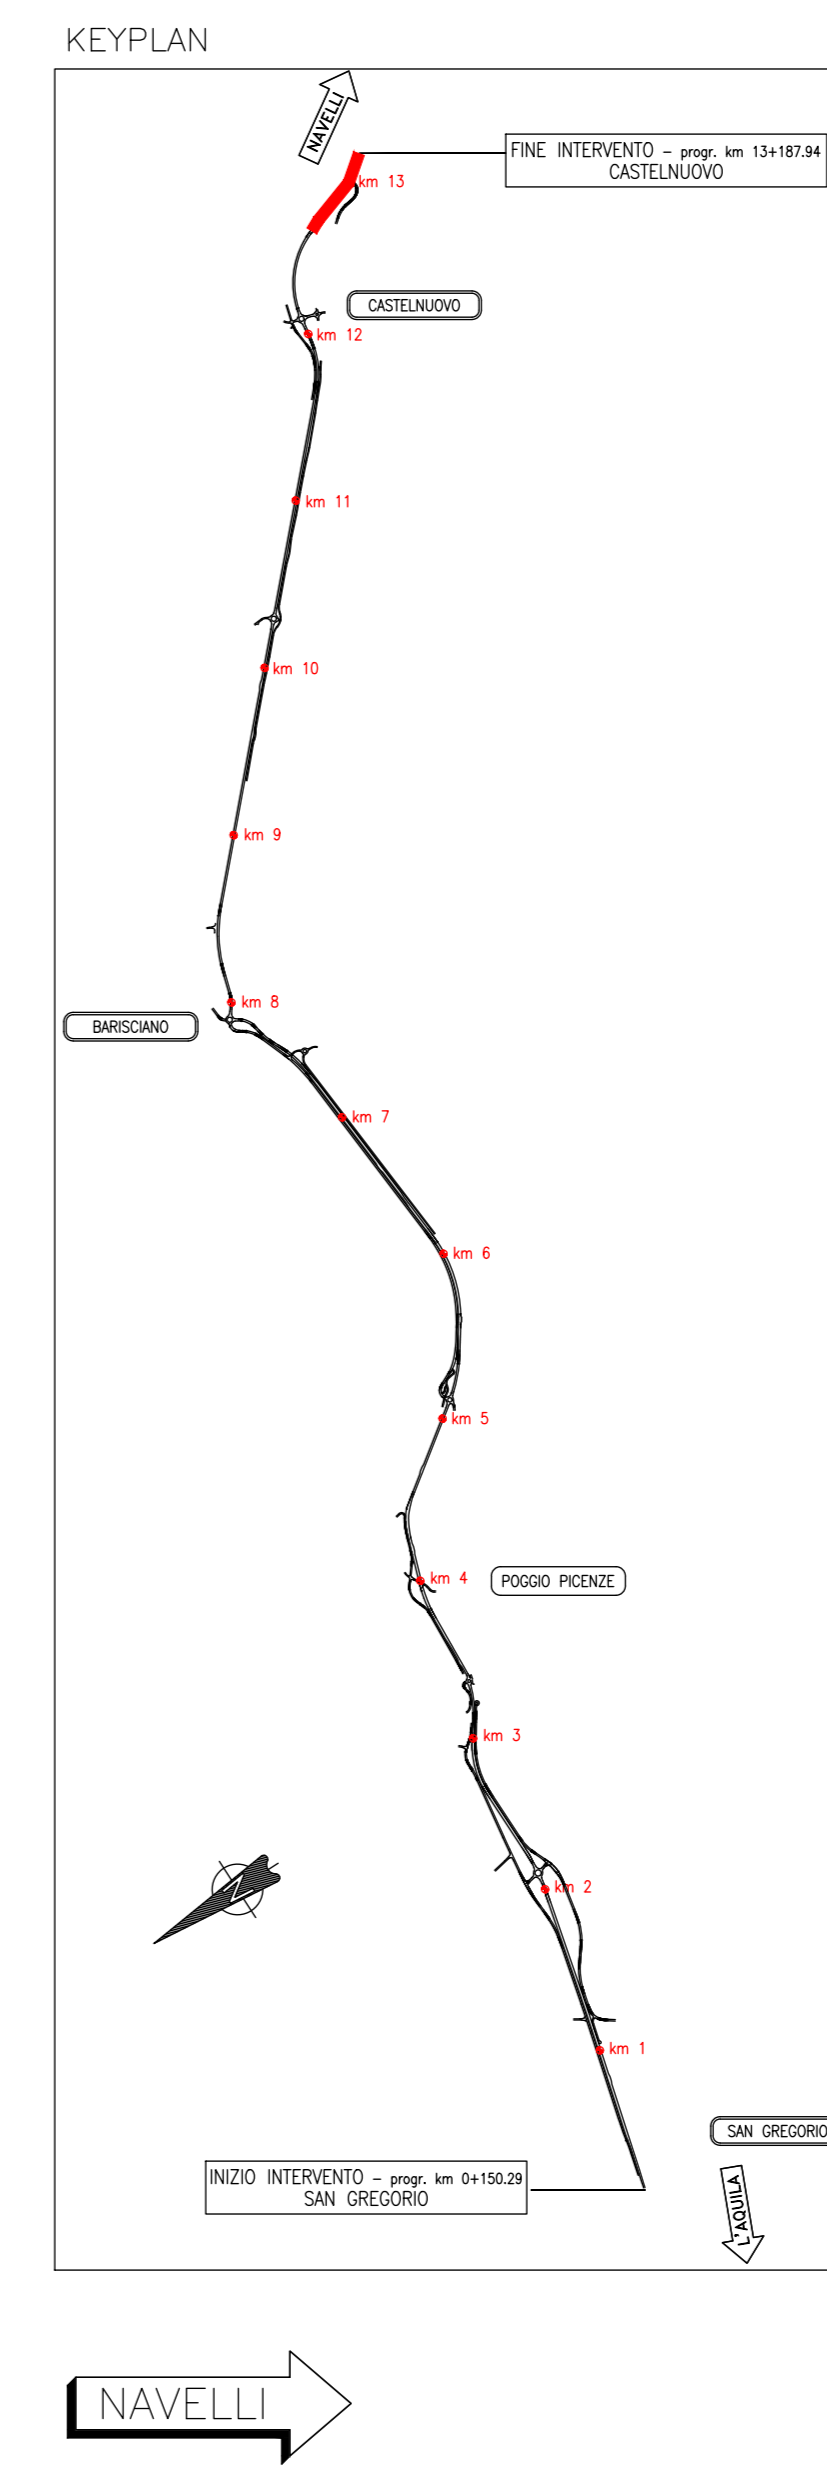 KEYPLAN
NAVELLI
FINE INTERVENTO - progr. km 13+187.94
CASTELNUOVO
km 13
CASTELNUOVO
km 12
km 11
km 10
km 9
km 8
BARISCIANO
km 7
km 6
km 5
km 4
POGGIO PICENZE
km 3
km 2
km 1
SAN GREGORIO
INIZIO INTERVENTO - progr. km 0+150.29
SAN GREGORIO
L'AQUILA
NAVELLI